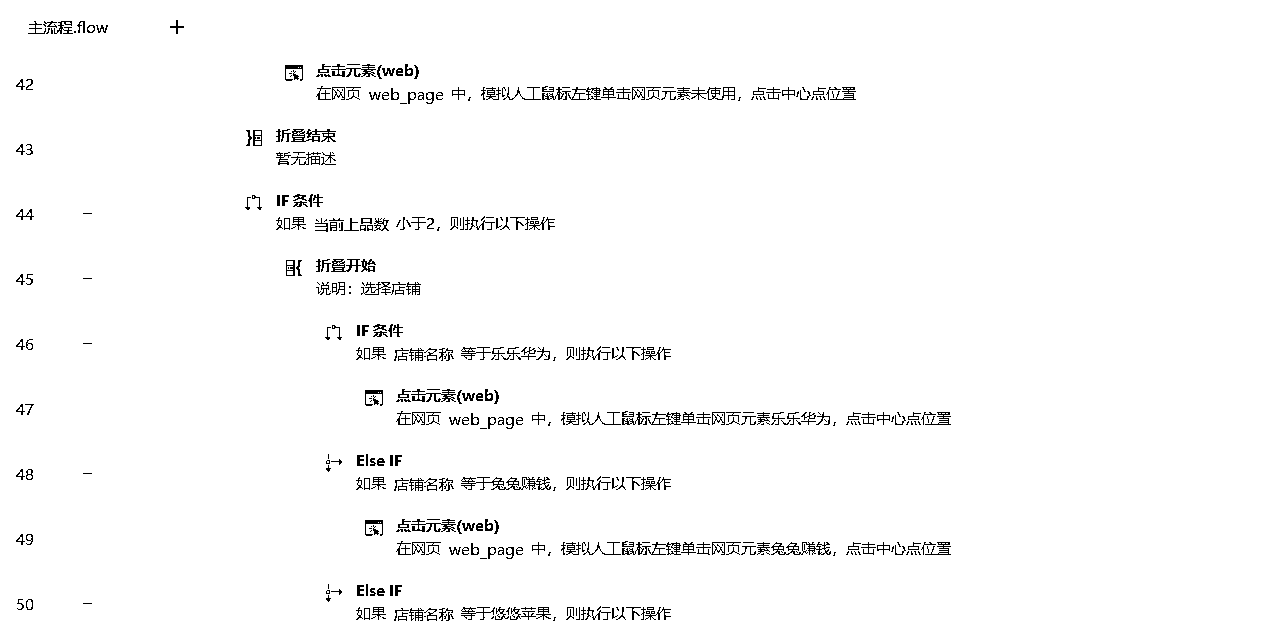 主流程.flow +
点击元素(web)
42
在网页 web_page 中，模拟人工鼠标左键单击网页元素未使用，点击中心点位置
折叠结束
43
暂无描述
IF 条件
44
如果 当前上品数 小于2，则执行以下操作
折叠开始
45
说明：选择店铺
IF 条件
46
如果 店铺名称 等于乐乐华为，则执行以下操作
点击元素(web)
47
在网页 web_page 中，模拟人工鼠标左键单击网页元素乐乐华为，点击中心点位置
Else IF
48
如果 店铺名称 等于兔兔赚钱，则执行以下操作
点击元素(web)
49
在网页 web_page 中，模拟人工鼠标左键单击网页元素兔兔赚钱，点击中心点位置
Else IF
50
如果 店铺名称 等于悠悠苹果，则执行以下操作